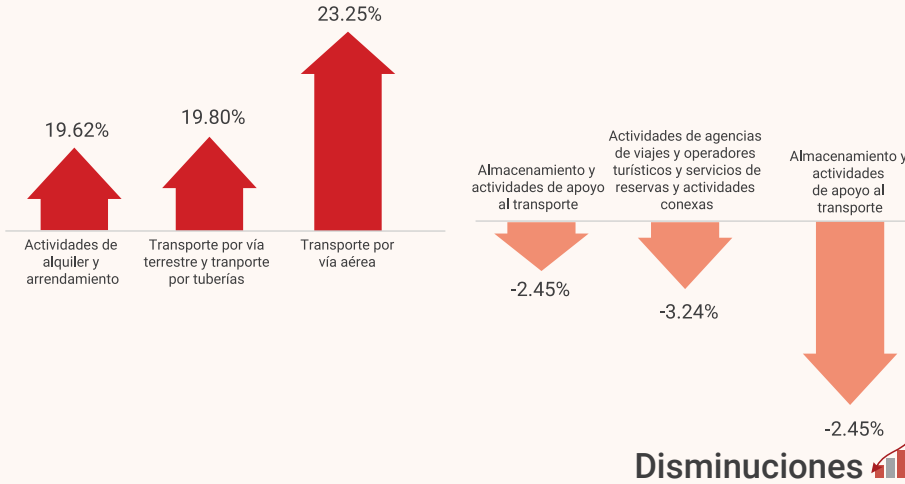 23.25%
19.80%
19.62%
Actividades de
alquiler y
arrendamiento
Transporte por vía
terrestre y tranporte
por tuberías
Transporte por
vía aérea
Almacenamiento y
actividades de apoyo
al transporte
-2.45%
Actividades de agencias
de viajes y operadores
turísticos y servicios de
reservas y actividades
conexas
-3.24%
Almacenamiento y
actividades
de apoyo al
transporte
-2.45%
Disminuciones